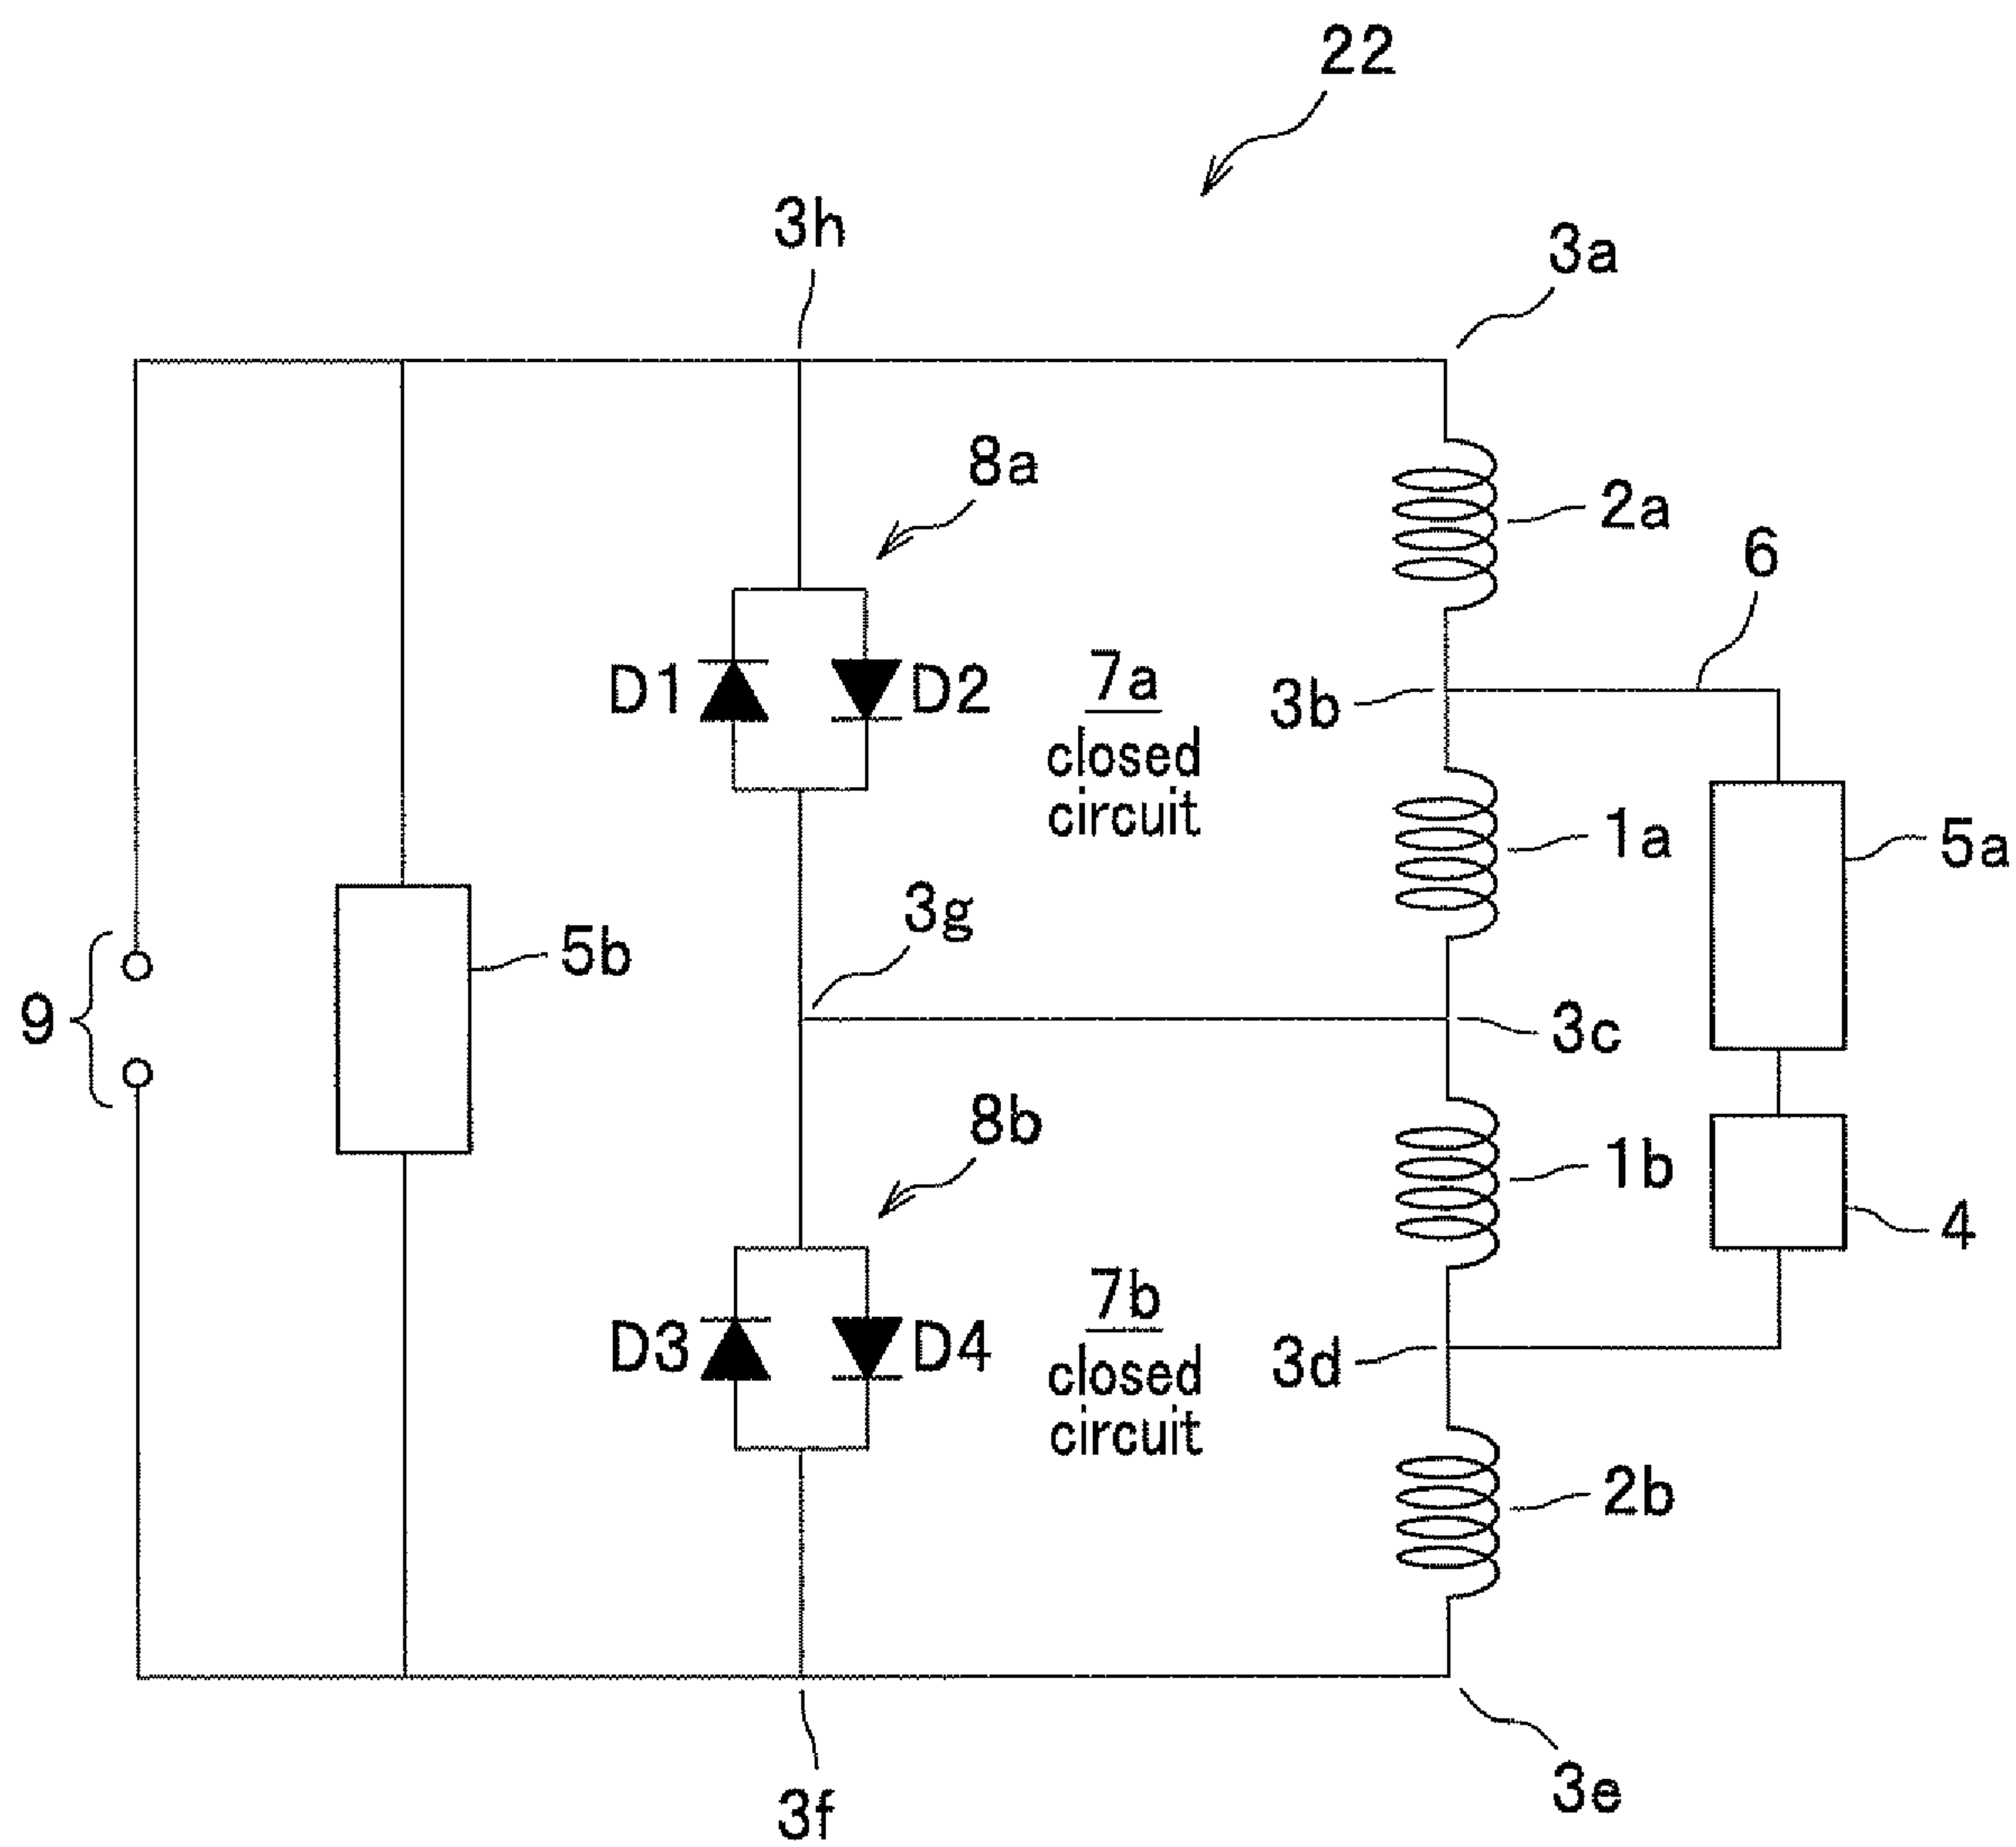 22
3h
3a
8a
2a
6
D1
D2
7a
closed
circuit
3b
1a
5a
3g
5b
9
3c
8b
1b
4
7b
closed
circuit
D3
D4
3d
2b
3f
3e